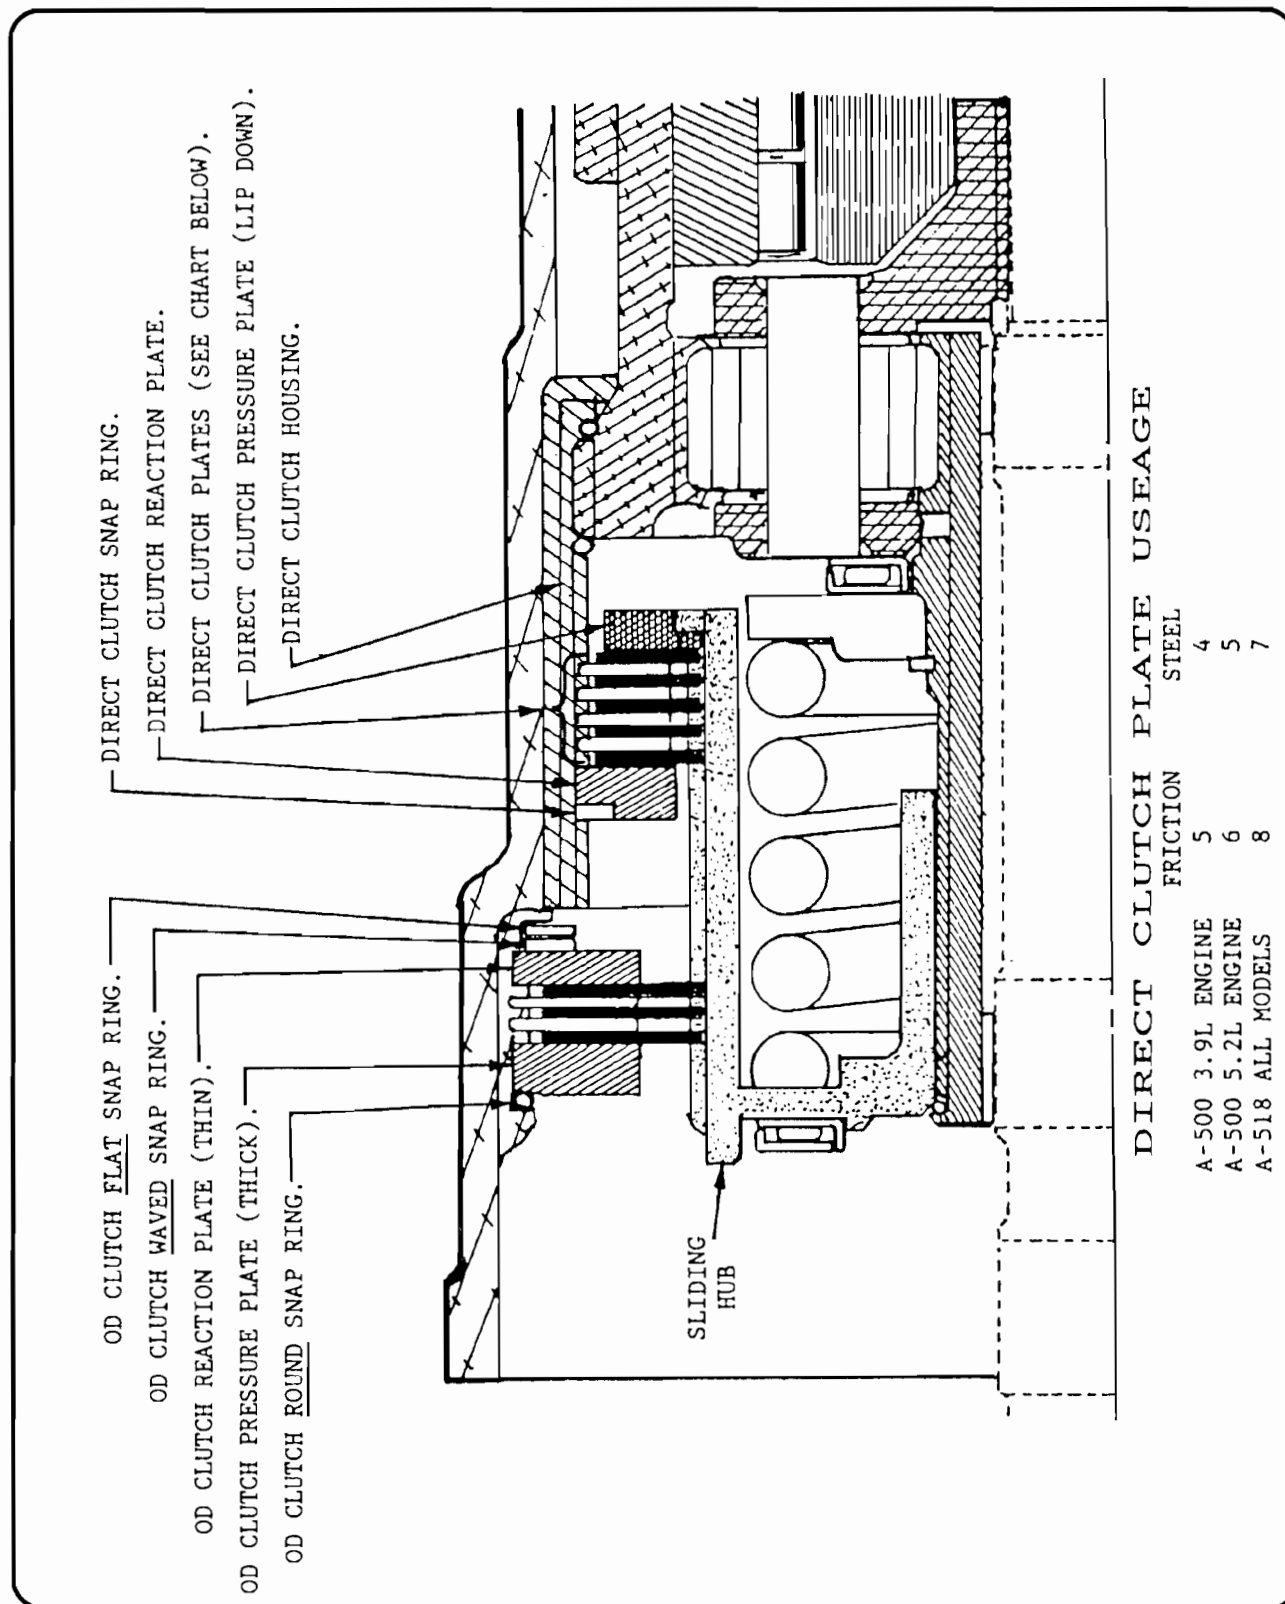 OD CLUTCH FLAT SNAP RING.
OD CLUTCH WAVED SNAP RING.
OD CLUTCH REACTION PLATE (THIN).
OD CLUTCH PRESSURE PLATE (THICK).
OD CLUTCH ROUND SNAP RING.
DIRECT CLUTCH SNAP RING.
DIRECT CLUTCH REACTION PLATE.
DIRECT CLUTCH PLATES (SEE CHART BELOW).
DIRECT CLUTCH PRESSURE PLATE (LIP DOWN).
DIRECT CLUTCH HOUSING.
SLIDING
HUB
DIRECT CLUTCH PLATE USEAGE
FRICTION STEEL
A-500 3.9L ENGINE 5 4
A-500 5.2L ENGINE 6 5
A-518 ALL MODELS 8 7